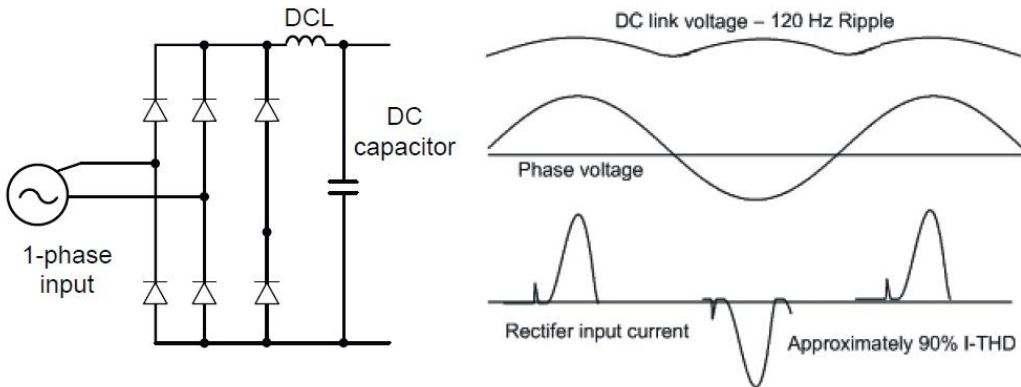 DCL
DC
capacitor
1-phase
input
DC link voltage – 120 Hz Ripple
Phase voltage
Rectifer input current
Approximately 90% I-THD